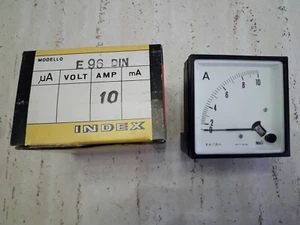 MODELLO
E 96 DIN
µA VOLT AMP mA
10
INDEX
A
0 2 4 6 8 10